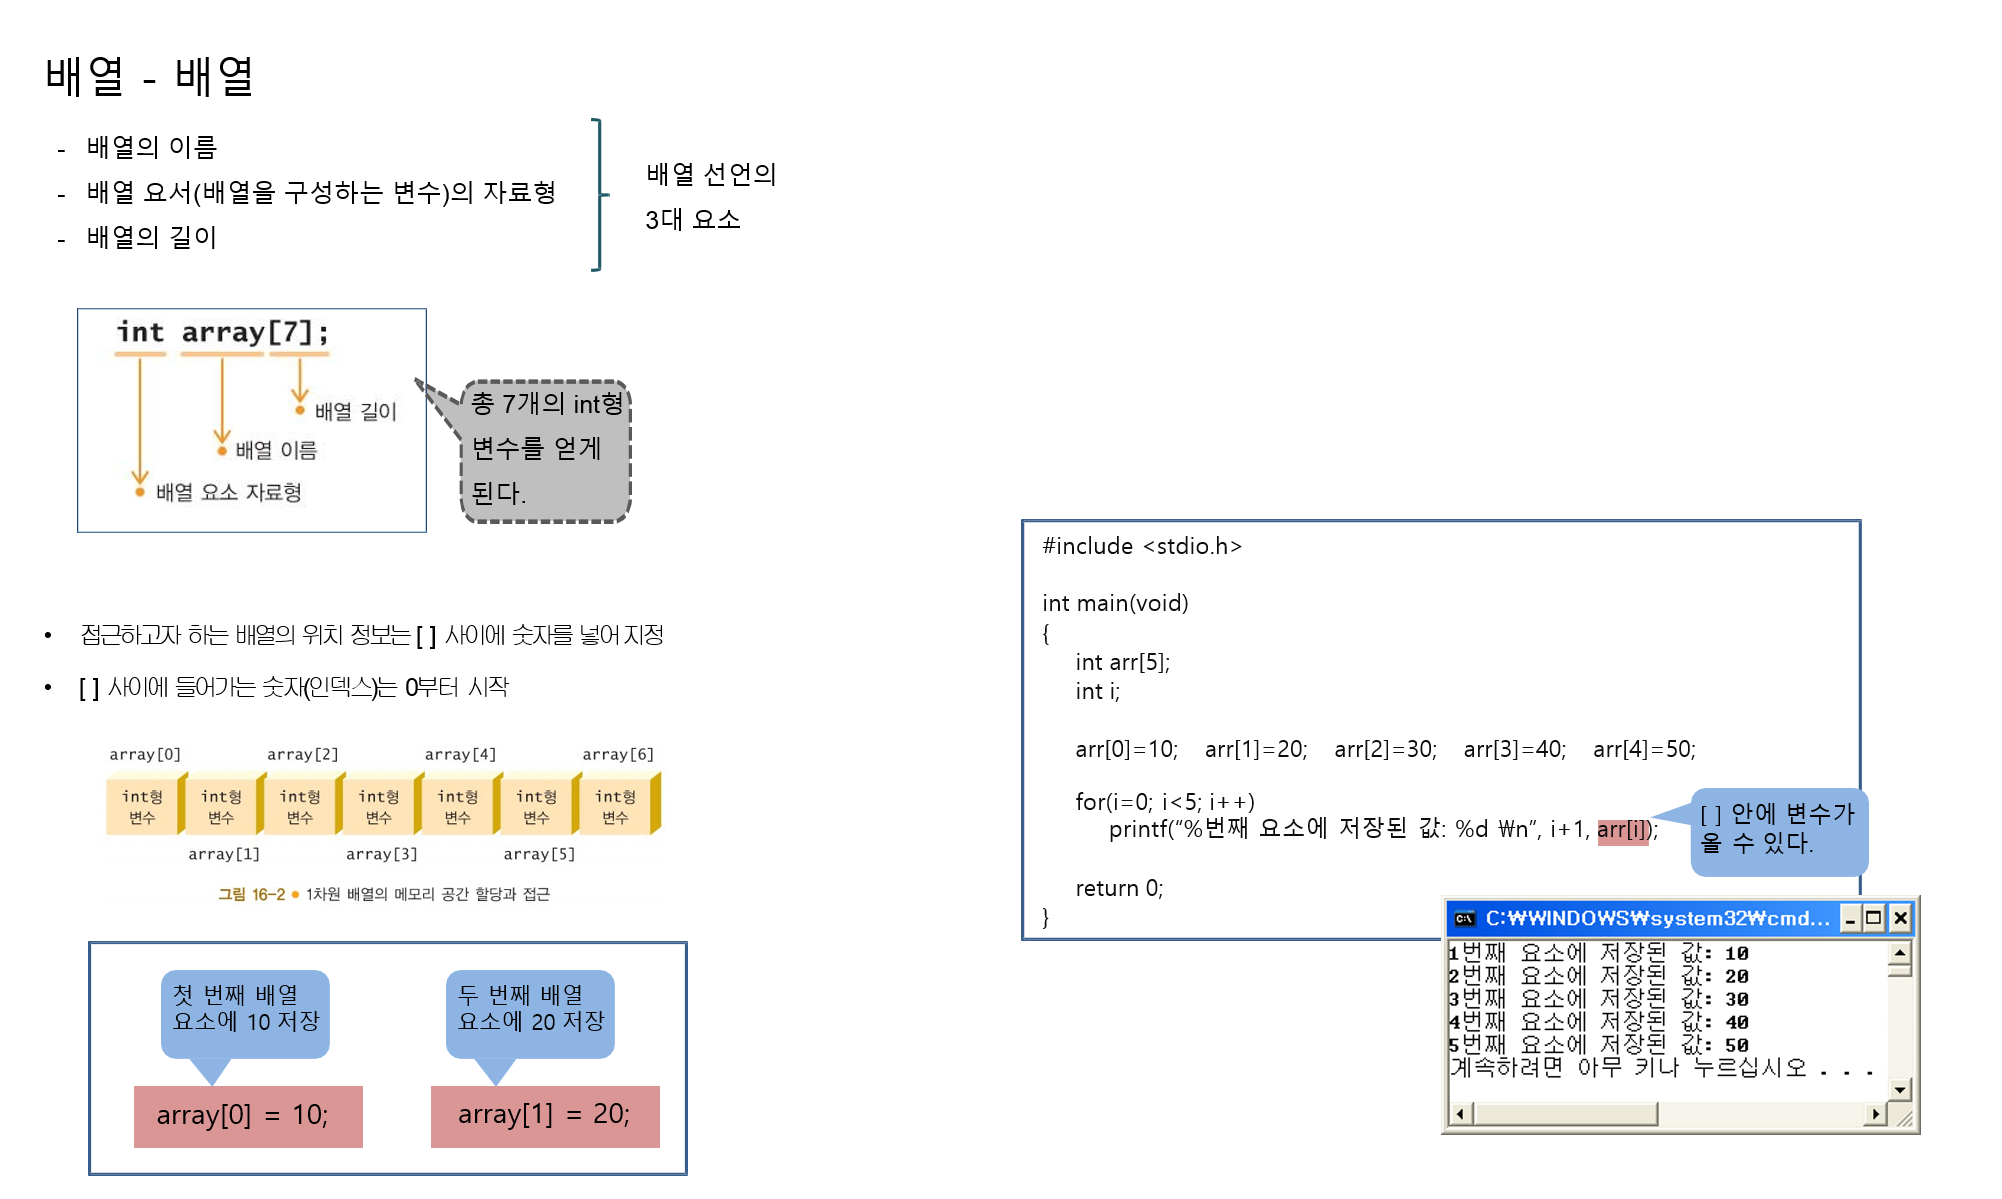 배열 - 배열
- 배열의 이름
- 배열 요서(배열을 구성하는 변수)의 자료형
- 배열의 길이
배열 선언의
3대 요소
int array[7];
배열 길이
배열 이름
배열 요소 자료형
총 7개의 int형
변수를 얻게
된다.
• 접근하고자 하는 배열의 위치 정보는 [ ] 사이에 숫자를 넣어 지정
• [ ] 사이에 들어가는 숫자(인덱스)는 0부터 시작
array[0] array[2] array[4] array[6]
int형 int형 int형 int형 int형 int형 int형
변수 변수 변수 변수 변수 변수 변수
array[1] array[3] array[5]
그림 16-2 ● 1차원 배열의 메모리 공간 할당과 접근
첫 번째 배열
요소에 10 저장
두 번째 배열
요소에 20 저장
array[0] = 10;
array[1] = 20;
#include <stdio.h>
int main(void)
{
int arr[5];
int i;
arr[0]=10; arr[1]=20; arr[2]=30; arr[3]=40; arr[4]=50;
for(i=0; i<5; i++)
printf(“%번째 요소에 저장된 값: %d ₩n”, i+1, arr[i]);
return 0;
}
[ ] 안에 변수가
올 수 있다.
C:₩WINDOWS₩system32₩cmd...
1번째 요소에 저장된 값: 10
2번째 요소에 저장된 값: 20
3번째 요소에 저장된 값: 30
4번째 요소에 저장된 값: 40
5번째 요소에 저장된 값: 50
계속하려면 아무 키나 누르십시오 . . .